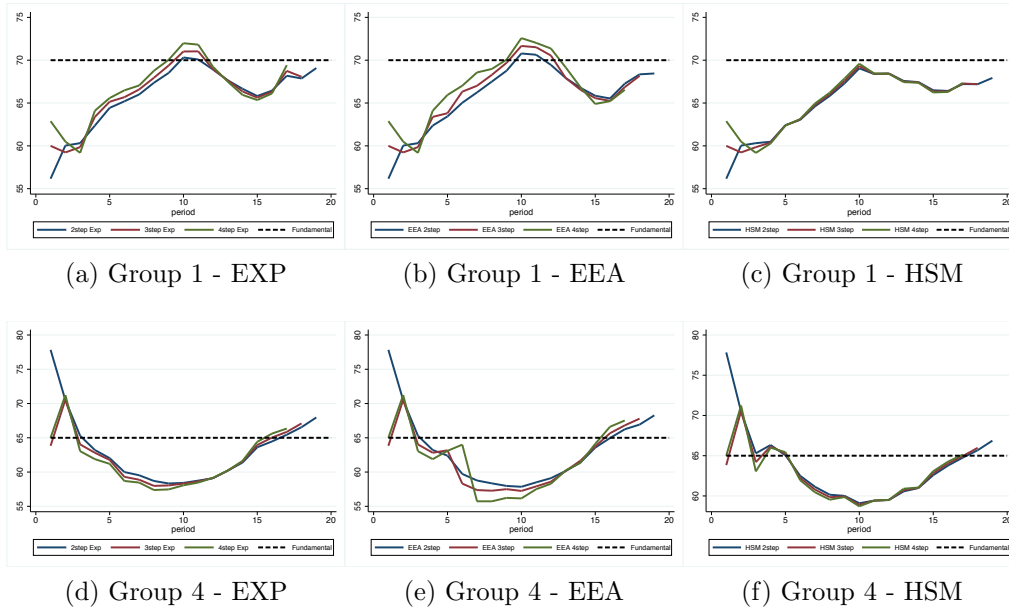 75
70
65
60
55
0 5 10 15 20
period
2step Exp 3step Exp 4step Exp Fundamental
(a) Group 1 - EXP
75
70
65
60
55
0 5 10 15 20
period
EEA 2step EEA 3step EEA 4step Fundamental
(b) Group 1 - EEA
75
70
65
60
55
0 5 10 15 20
period
HSM 2step HSM 3step HSM 4step Fundamental
(c) Group 1 - HSM
80
75
70
65
60
55
0 5 10 15 20
period
2step Exp 3step Exp 4step Exp Fundamental
(d) Group 4 - EXP
80
75
70
65
60
55
0 5 10 15 20
period
EEA 2step EEA 3step EEA 4step Fundamental
(e) Group 4 - EEA
80
75
70
65
60
0 5 10 15 20
period
HSM 2step HSM 3step HSM 4step Fundamental
(f) Group 4 - HSM